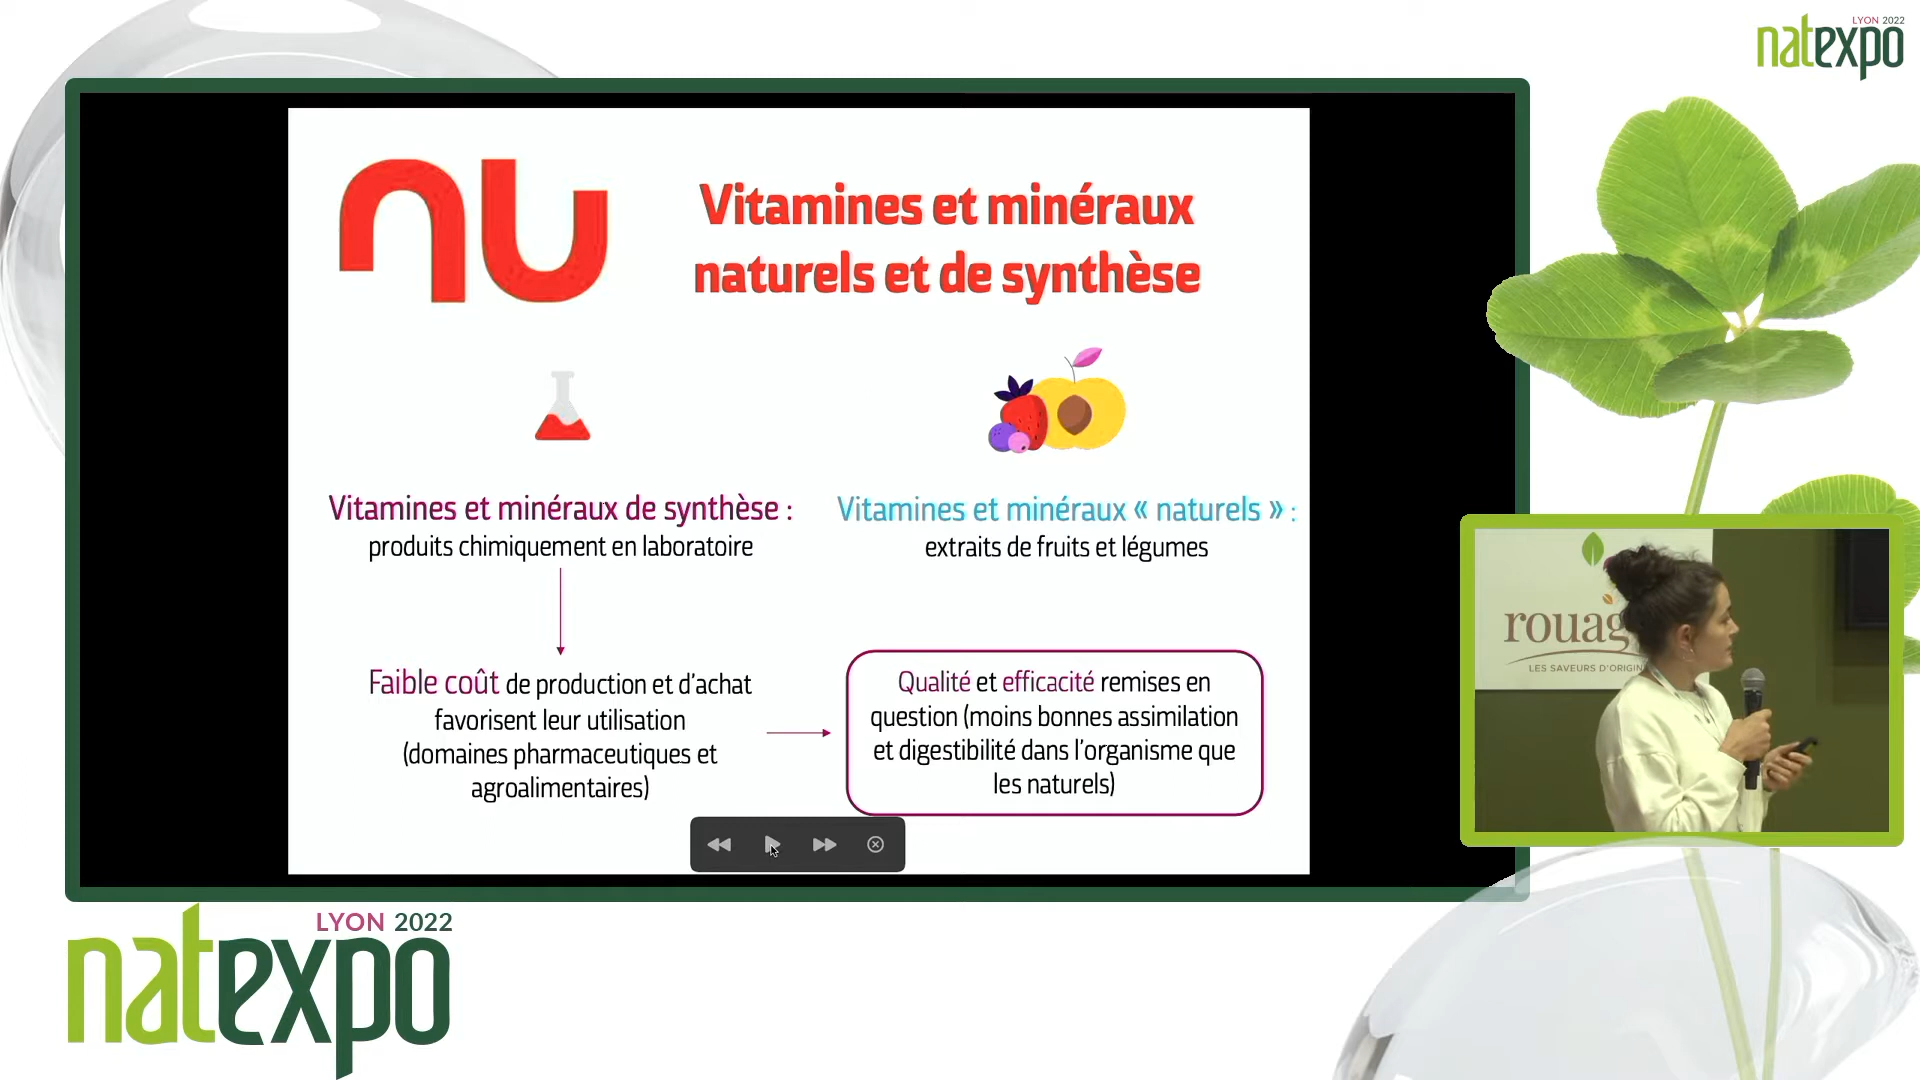 LYON 2022
natexpo
nu
Vitamines et minéraux
naturels et de synthèse
Vitamines et minéraux de synthèse :
produits chimiquement en laboratoire
Vitamines et minéraux « naturels » :
extraits de fruits et légumes
Faible coût de production et d'achat
favorisent leur utilisation
(domaines pharmaceutiques et
agroalimentaires)
Qualité et efficacité remises en
question (moins bonnes assimilation
et digestibilité dans l'organisme que
les naturels)
rouag
LES SAVEURS D'ORIGIN
LYON 2022
natexpo